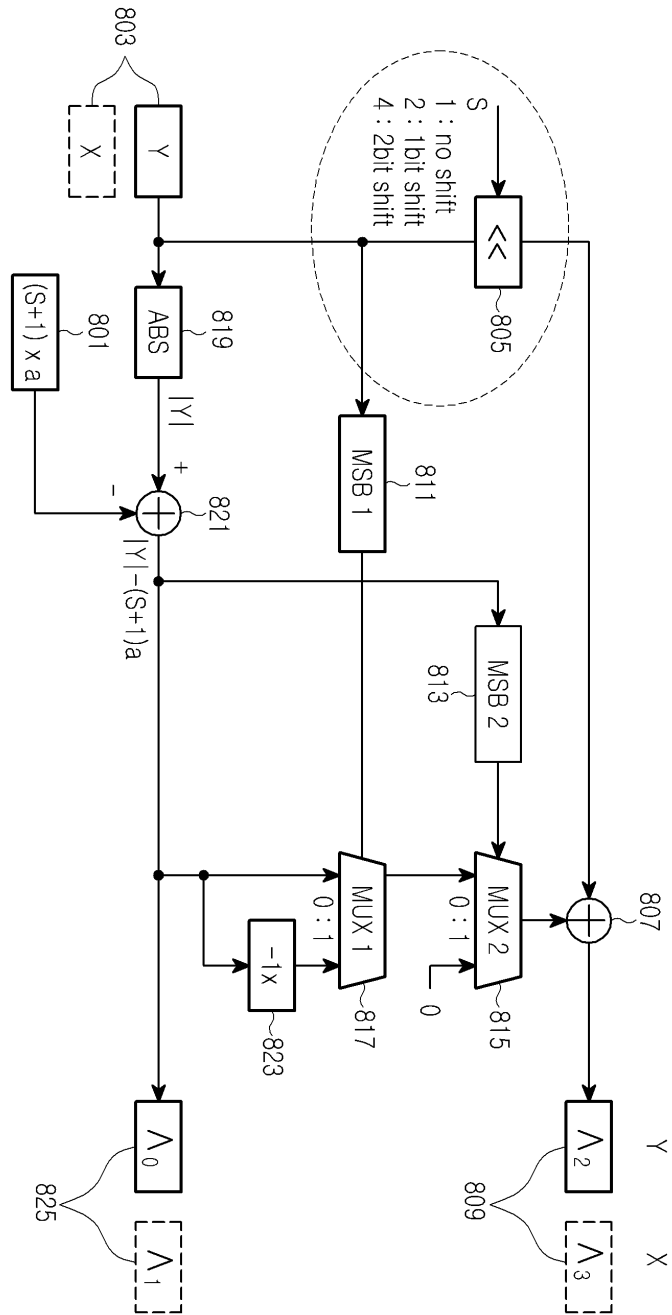 Y X
807
Λ2
Λ3
809
S
<<
805
1 : no shift
2 : 1bit shift
4 : 2bit shift
MSB 2
813
MUX 2
0 : 1
0
815
811
MSB 1
MUX 1
0 : 1
817
-1x
823
803
Y
X
819
ABS
|Y|
+
-
821
|Y|-(S+1)a
801
(S+1) x a
Λ0
Λ1
825